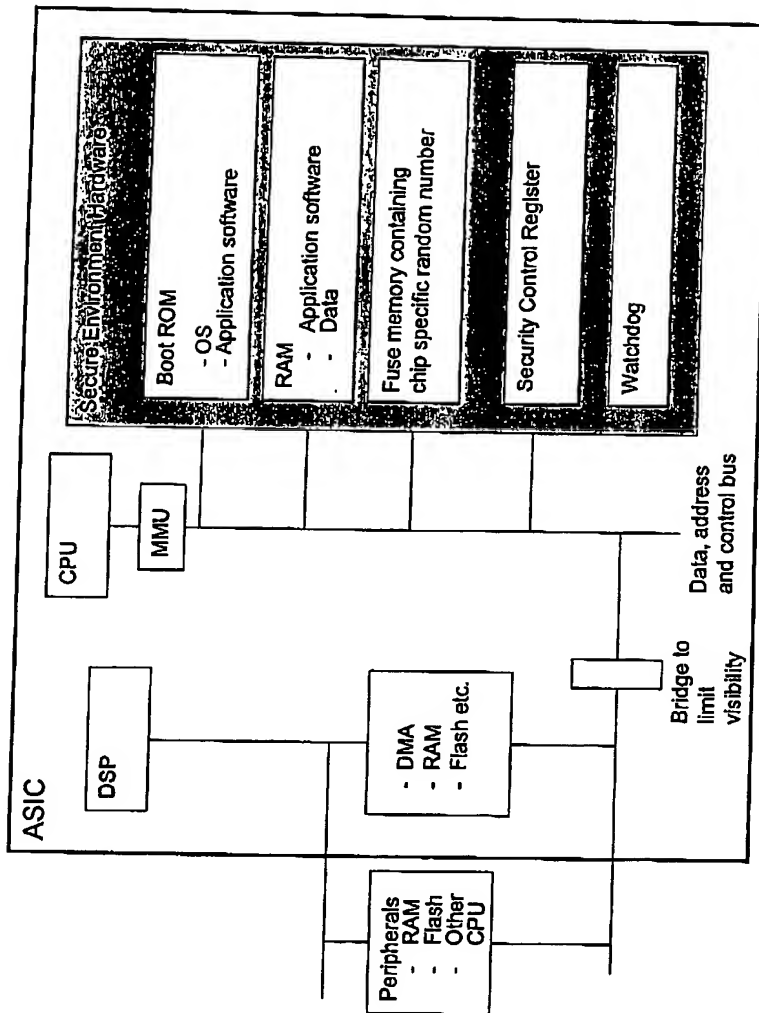 ASIC
DSP
CPU
MMU
Secure Environment Hardware
Boot ROM
- OS
- Application software
RAM
- Application software
- Data
Fuse memory containing
chip specific random number
Security Control Register
Watchdog
Peripherals
- RAM
- Flash
- Other
CPU
- DMA
- RAM
- Flash etc.
Bridge to
limit
visibility
Data, address
and control bus